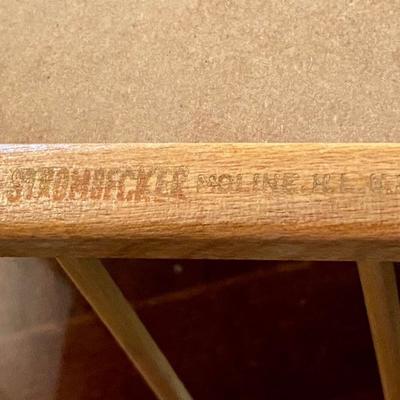 STROMBECKER MOLINE, ILL. U.